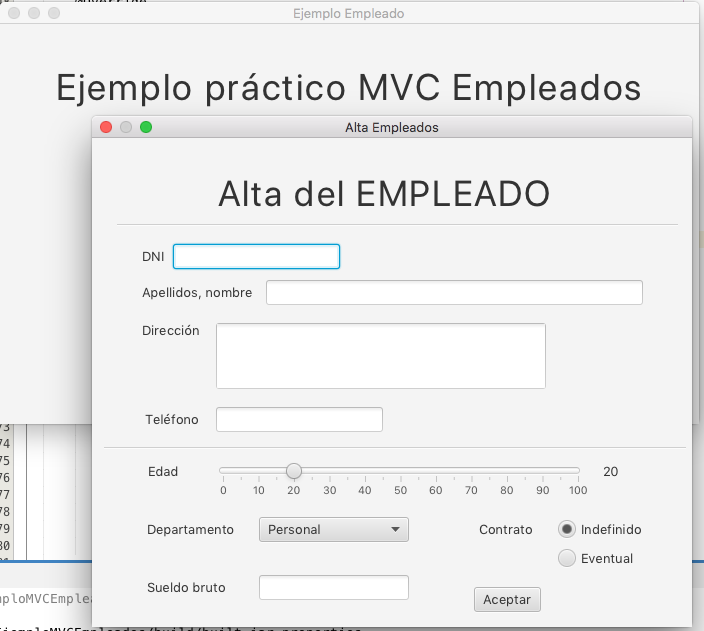 Ejemplo Empleado
Ejemplo práctico MVC Empleados
Alta Empleados
Alta del EMPLEADO
DNI
Apellidos, nombre
Dirección
Teléfono
Edad
20
0 10 20 30 40 50 60 70 80 90 100
Departamento
Personal
Contrato
Indefinido
Eventual
Sueldo bruto
Aceptar
73
74
75
76
77
78
79
80
mploMVCEmplea